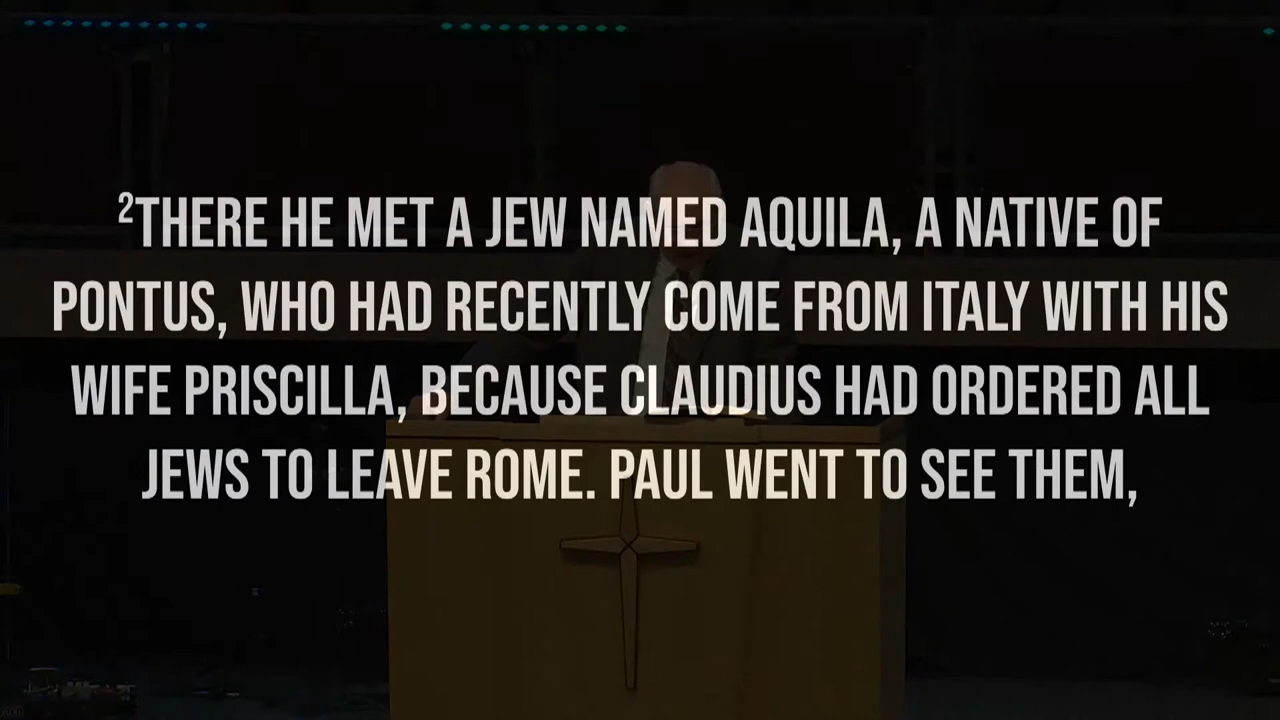 ²THERE HE MET A JEW NAMED AQUILA, A NATIVE OF
PONTUS, WHO HAD RECENTLY COME FROM ITALY WITH HIS
WIFE PRISCILLA, BECAUSE CLAUDIUS HAD ORDERED ALL
JEWS TO LEAVE ROME. PAUL WENT TO SEE THEM,